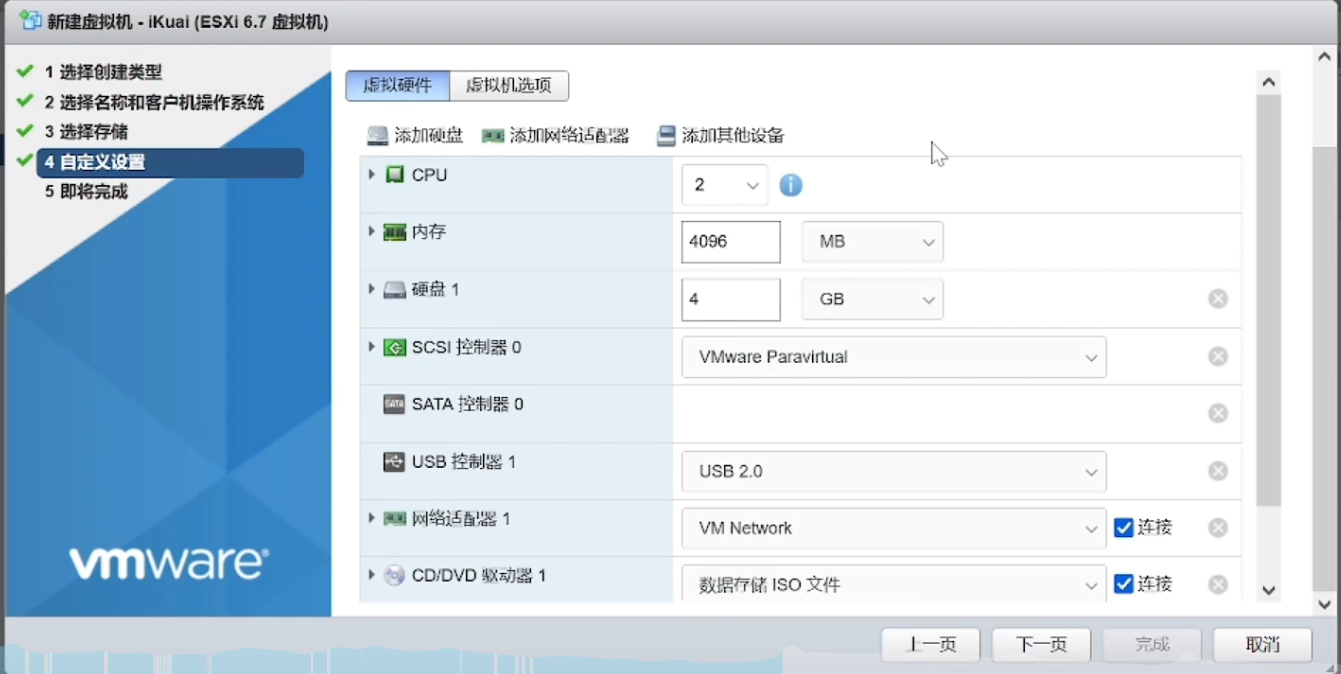 新建虚拟机 - iKuai (ESXi 6.7 虚拟机)
1 选择创建类型
2 选择名称和客户机操作系统
3 选择存储
4 自定义设置
5 即将完成
vmware®
虚拟硬件 虚拟机选项
添加硬盘 添加网络适配器 添加其他设备
CPU 2
内存 4096 MB
硬盘 1 4 GB
SCSI 控制器 0 VMware Paravirtual
SATA SATA 控制器 0
USB 控制器 1 USB 2.0
网络适配器 1 VM Network 连接
CD/DVD 驱动器 1 数据存储 ISO 文件 连接
上一页 下一页 完成 取消